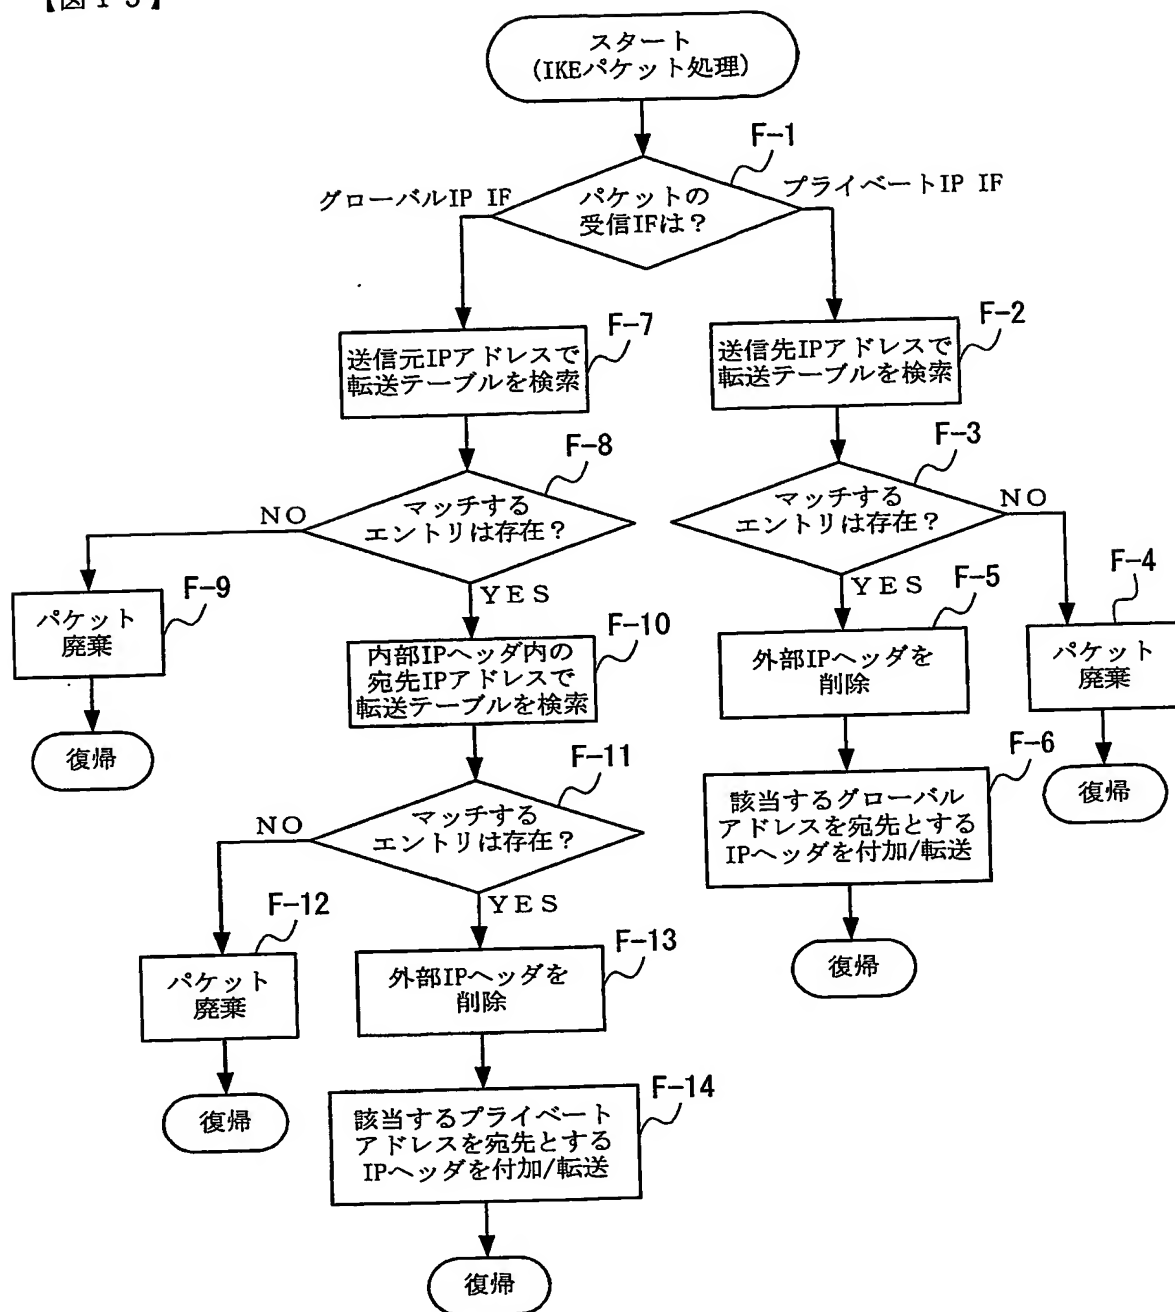 スタート
(IKEパケット処理)
F-1
グローバルIP IF
プライベートIP IF
パケットの
受信IFは?
F-7
送信元IPアドレスで
転送テーブルを検索
F-2
送信先IPアドレスで
転送テーブルを検索
F-8
マッチする
エントリは存在?
NO
YES
F-3
マッチする
エントリは存在?
NO
YES
F-9
パケット
廃棄
復帰
F-10
内部IPヘッダ内の
宛先IPアドレスで
転送テーブルを検索
F-5
外部IPヘッダを
削除
F-4
パケット
廃棄
復帰
F-6
該当するグローバル
アドレスを宛先とする
IPヘッダを付加/転送
復帰
F-11
マッチする
エントリは存在?
NO
YES
F-12
パケット
廃棄
復帰
F-13
外部IPヘッダを
削除
F-14
該当するプライベート
アドレスを宛先とする
IPヘッダを付加/転送
復帰